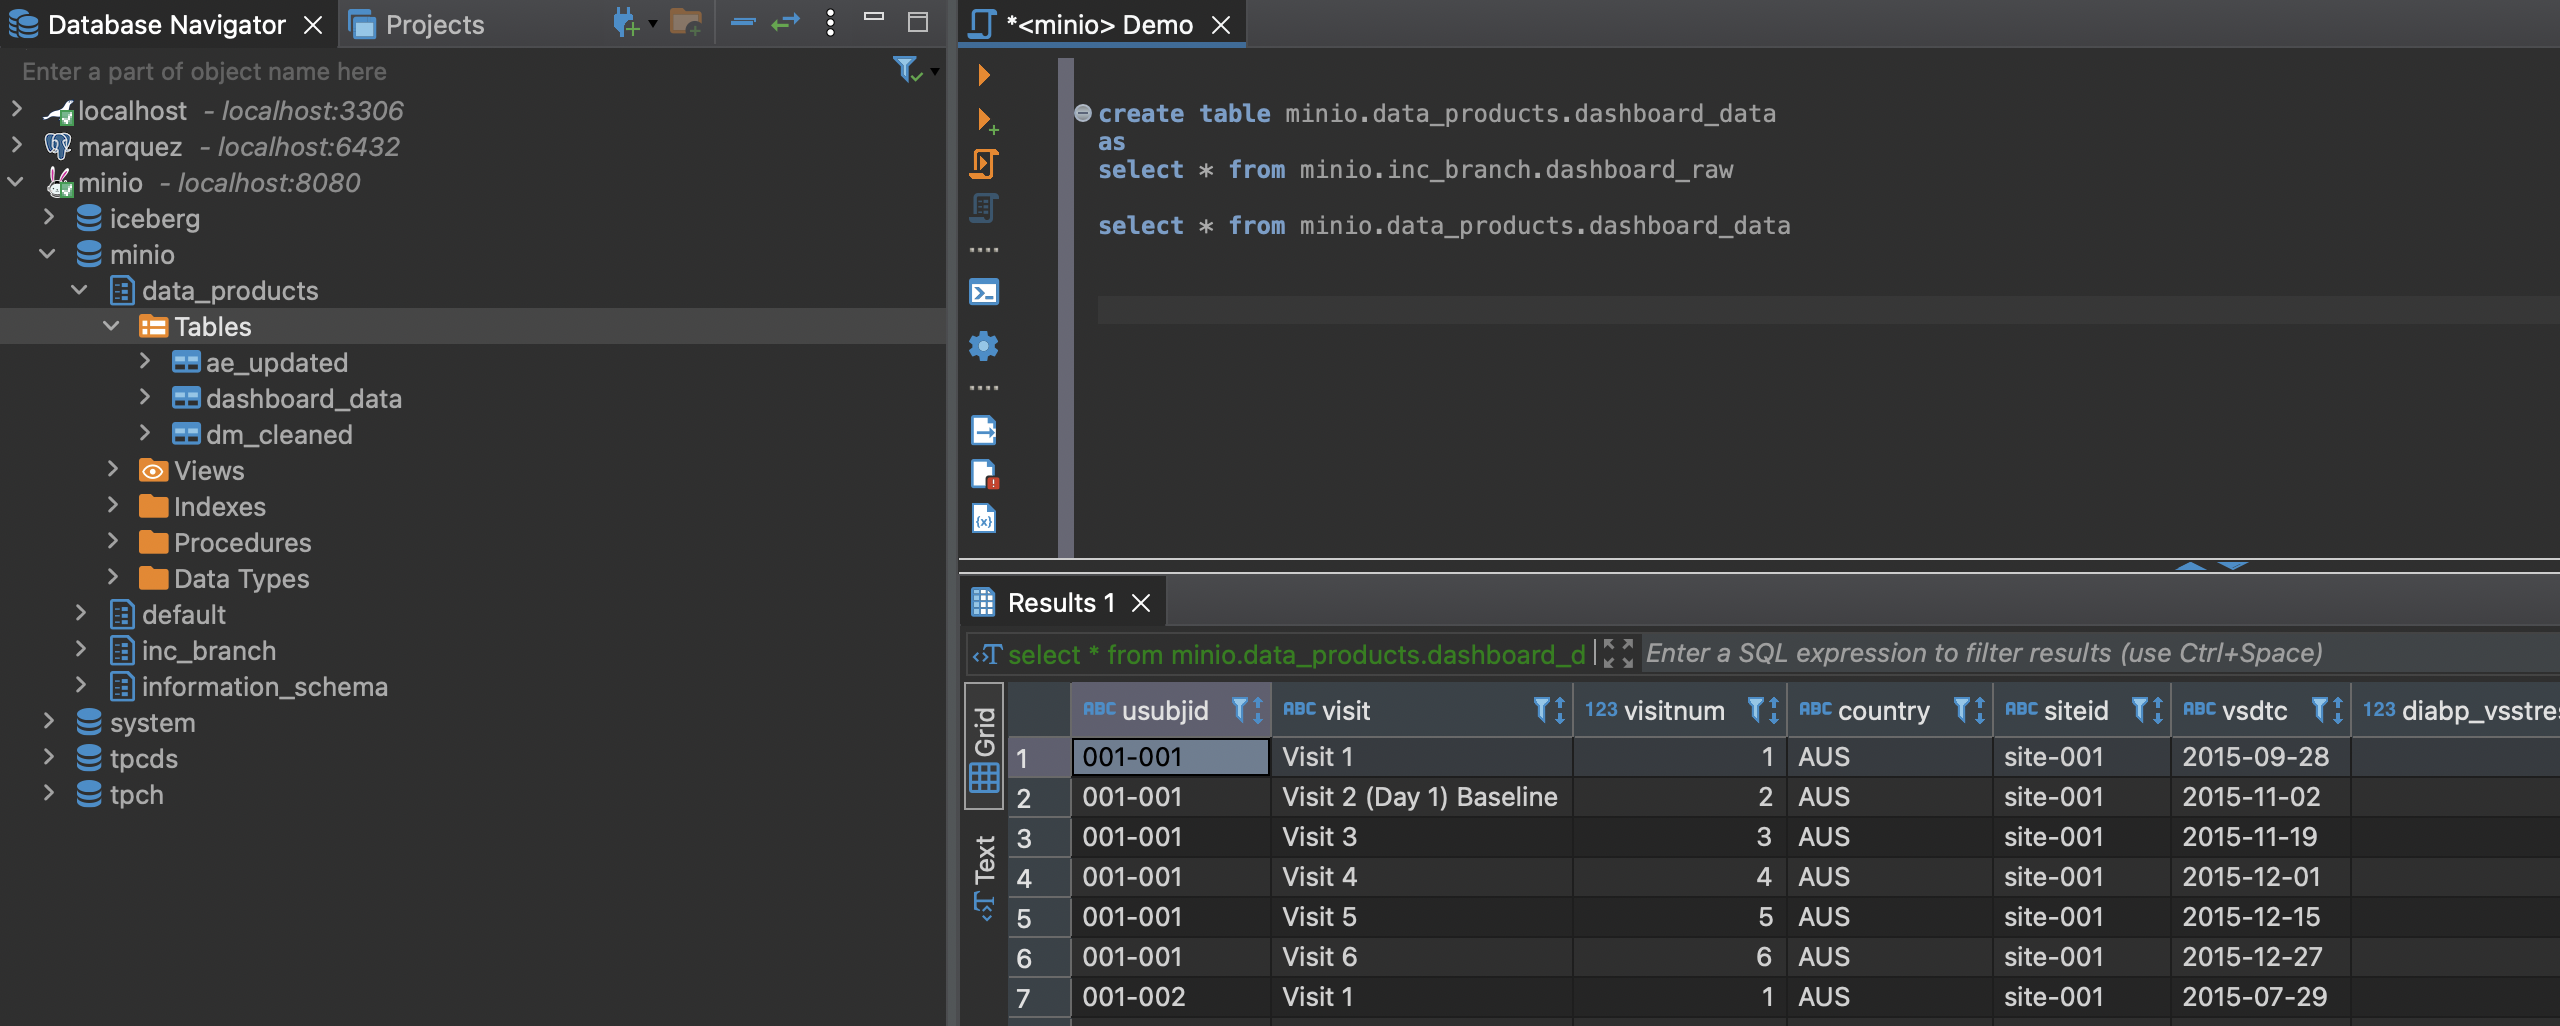 Database Navigator
Projects
Enter a part of object name here
localhost - localhost:3306
marquez - localhost:6432
minio - localhost:8080
iceberg
minio
data_products
Tables
ae_updated
dashboard_data
dm_cleaned
Views
Indexes
Procedures
Data Types
default
inc_branch
information_schema
system
tpcds
tpch
*<minio> Demo
create table minio.data_products.dashboard_data
as
select * from minio.inc_branch.dashboard_raw
select * from minio.data_products.dashboard_data
Results 1
select * from minio.data_products.dashboard_d
Enter a SQL expression to filter results (use Ctrl+Space)
Grid
Text
ABC usubjid ABC visit 123 visitnum ABC country ABC siteid ABC vsdtc 123 diabp_vsstres
1 001-001 Visit 1 1 AUS site-001 2015-09-28
2 001-001 Visit 2 (Day 1) Baseline 2 AUS site-001 2015-11-02
3 001-001 Visit 3 3 AUS site-001 2015-11-19
4 001-001 Visit 4 4 AUS site-001 2015-12-01
5 001-001 Visit 5 5 AUS site-001 2015-12-15
6 001-001 Visit 6 6 AUS site-001 2015-12-27
7 001-002 Visit 1 1 AUS site-001 2015-07-29